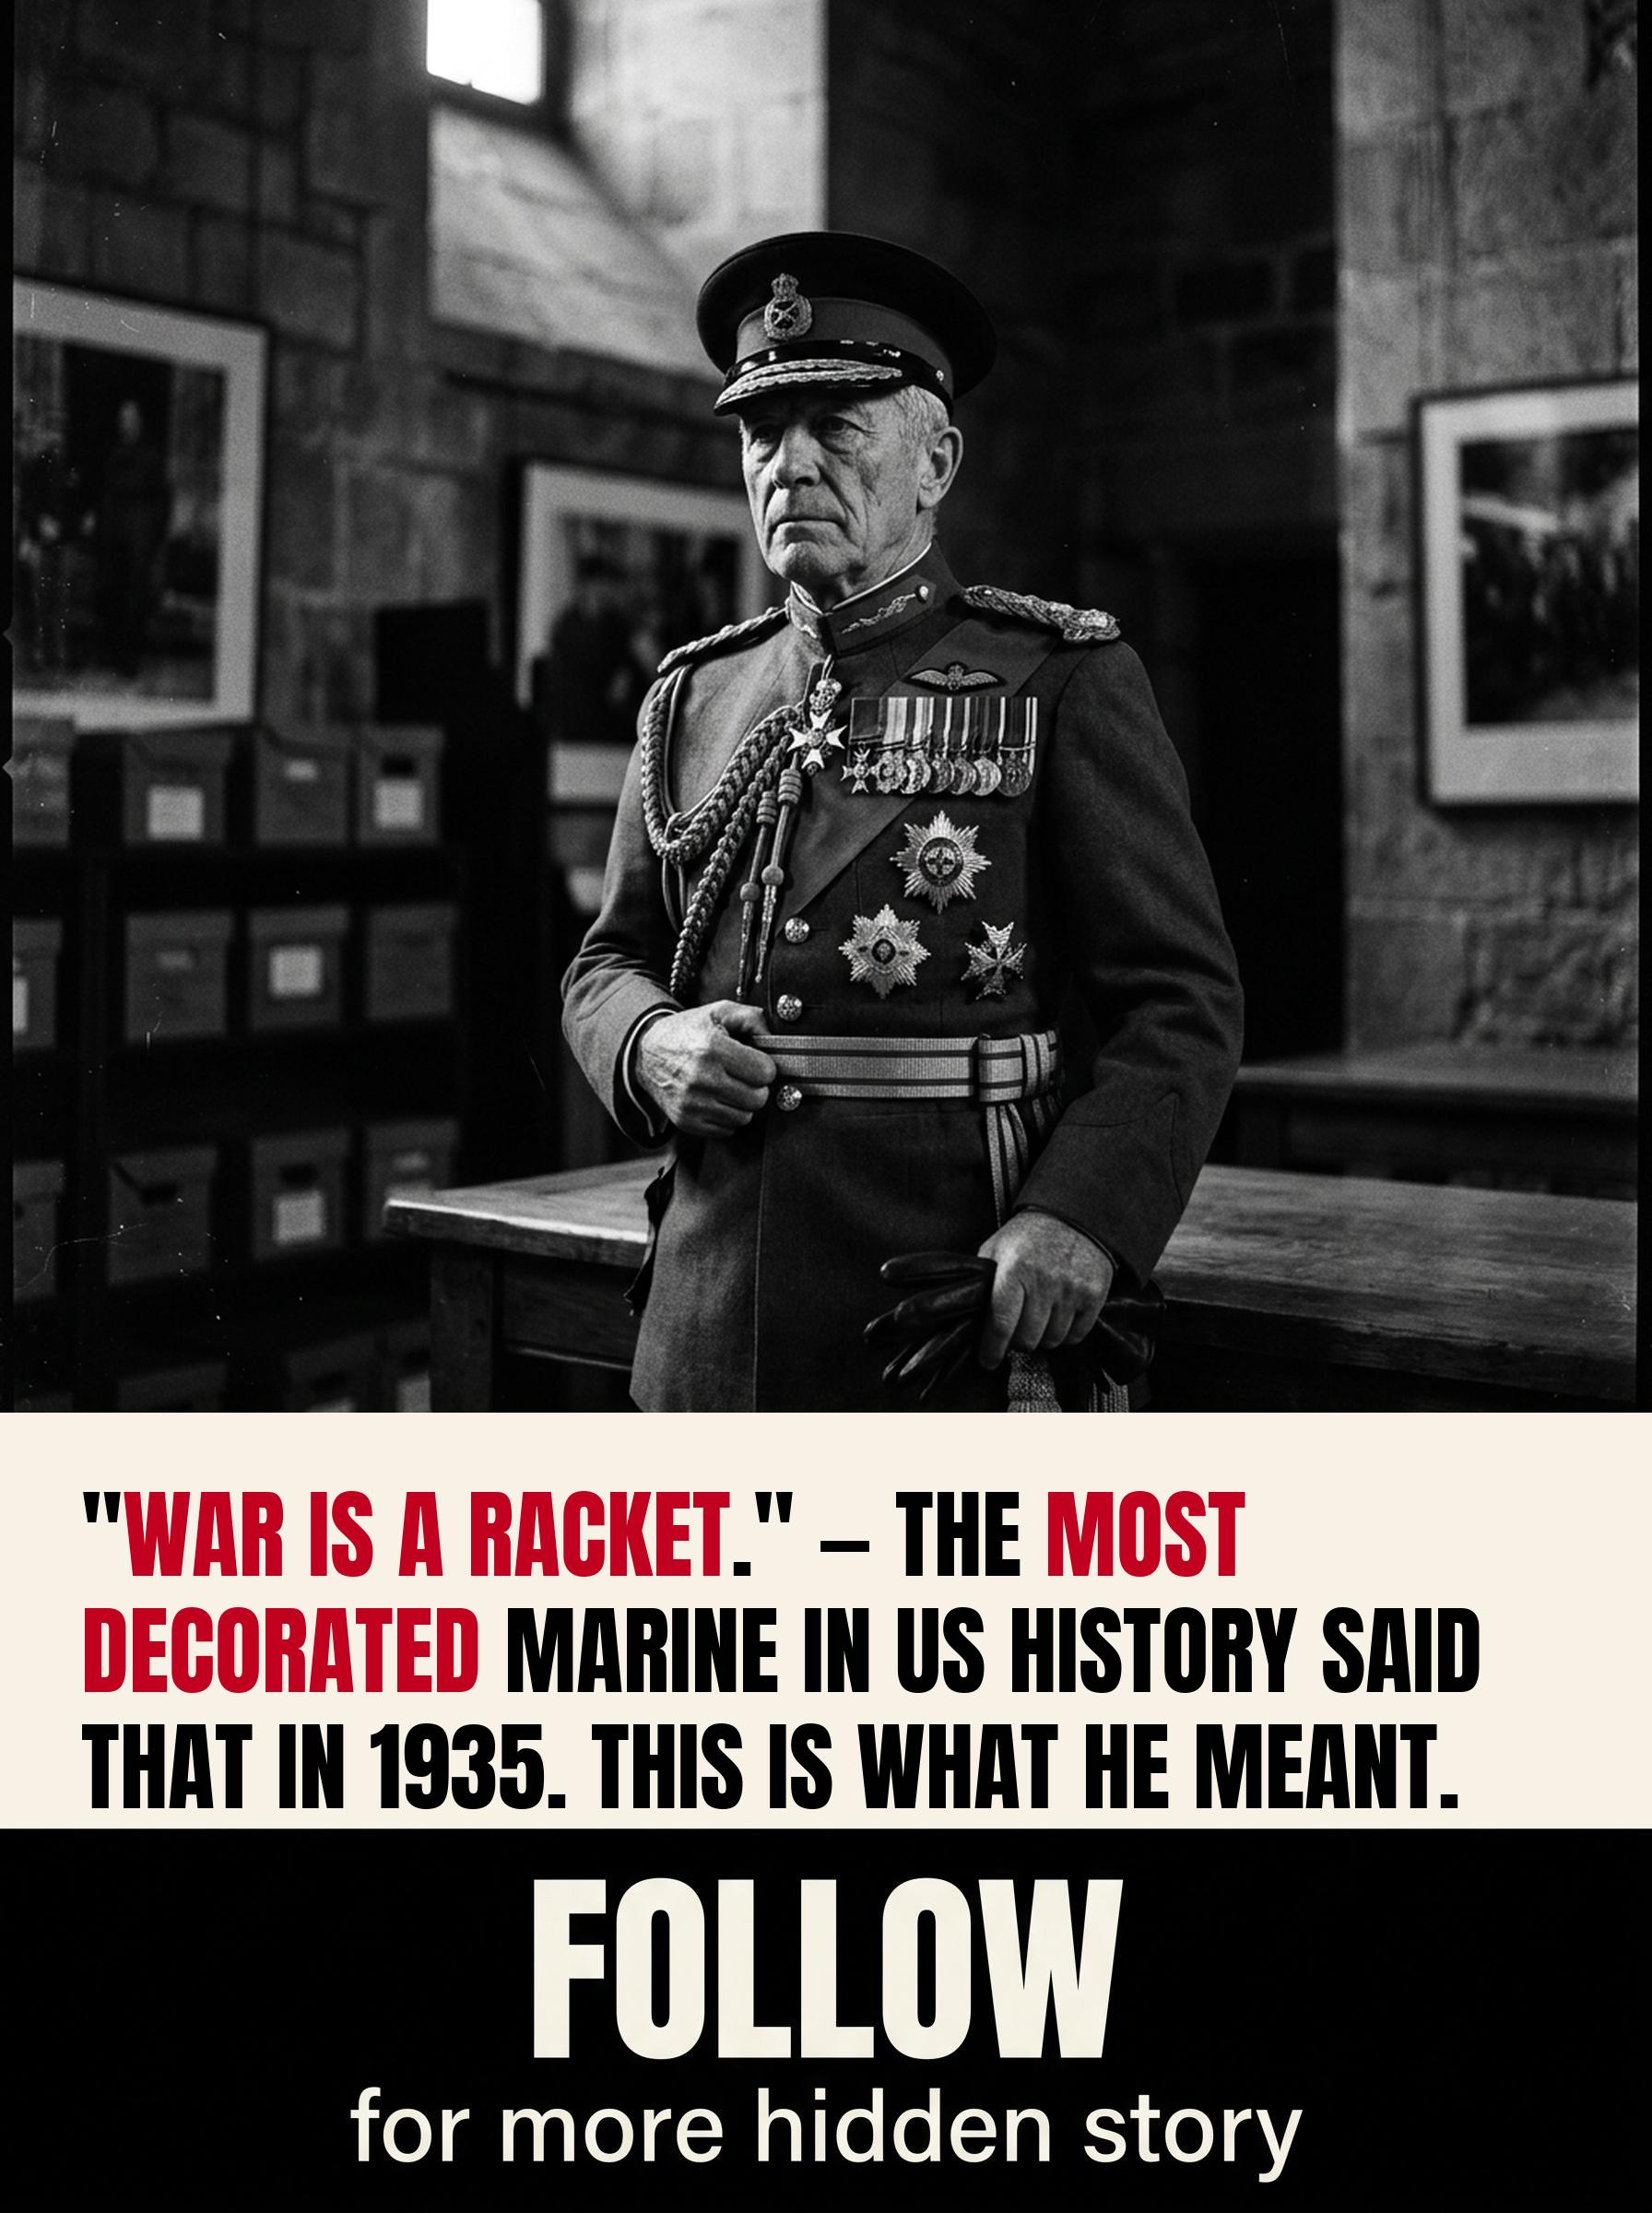 "WAR IS A RACKET." – THE MOST
DECORATED MARINE IN US HISTORY SAID
THAT IN 1935. THIS IS WHAT HE MEANT.
FOLLOW
for more hidden story